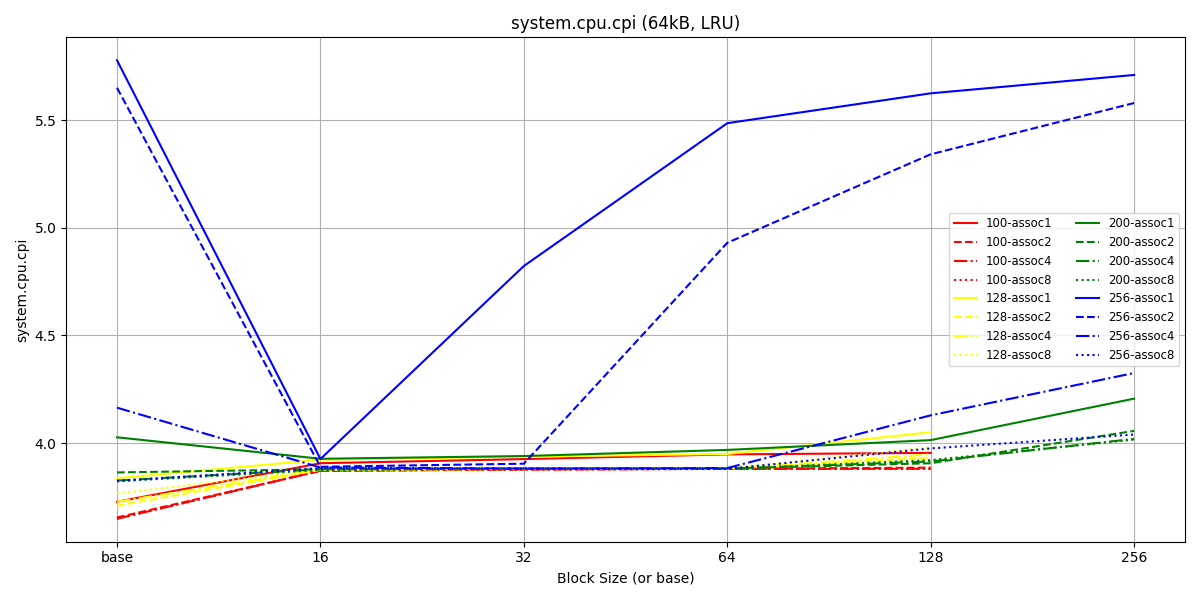 system.cpu.cpi (64kB, LRU)
system.cpu.cpi
5.5
5.0
4.5
4.0
100-assoc1
100-assoc2
100-assoc4
100-assoc8
128-assoc1
128-assoc2
128-assoc4
128-assoc8
200-assoc1
200-assoc2
200-assoc4
200-assoc8
256-assoc1
256-assoc2
256-assoc4
256-assoc8
base 16 32 64 128 256
Block Size (or base)